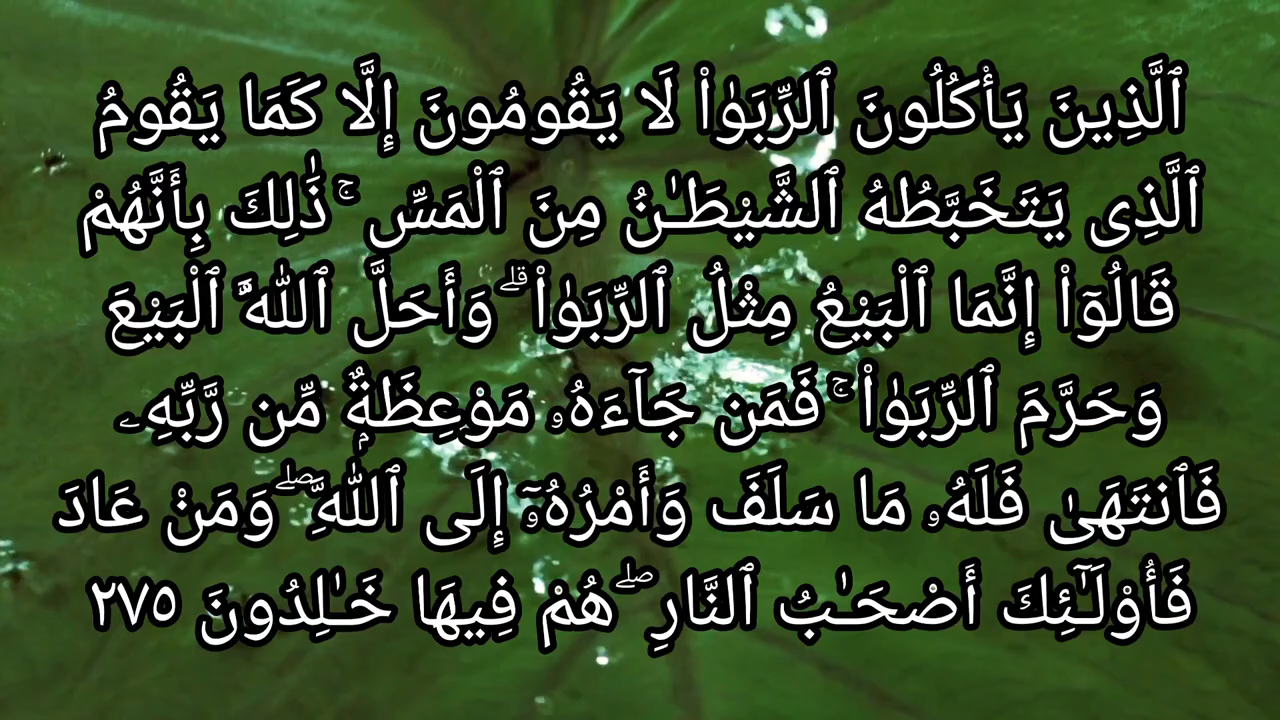 ٱلَّذِينَ يَأْكُلُونَ ٱلرِّبَوٰا۟ لَا يَقُومُونَ إِلَّا كَمَا يَقُومُ
ٱلَّذِى يَتَخَبَّطُهُ ٱلشَّيْطَـٰنُ مِنَ ٱلْمَسِّ ۚ ذَٰلِكَ بِأَنَّهُمْ
قَالُوٓا۟ إِنَّمَا ٱلْبَيْعُ مِثْلُ ٱلرِّبَوٰا۟ ۗ وَأَحَلَّ ٱللَّهُ ٱلْبَيْعَ
وَحَرَّمَ ٱلرِّبَوٰا۟ ۚ فَمَن جَآءَهُۥ مَوْعِظَةٌۭ مِّن رَّبِّهِۦ
فَٱنتَهَىٰ فَلَهُۥ مَا سَلَفَ وَأَمْرُهُۥٓ إِلَى ٱللَّهِ ۖ وَمَنْ عَادَ
فَأُو۟لَـٰٓئِكَ أَصْحَـٰبُ ٱلنَّارِ ۖ هُمْ فِيهَا خَـٰلِدُونَ ٢٧٥